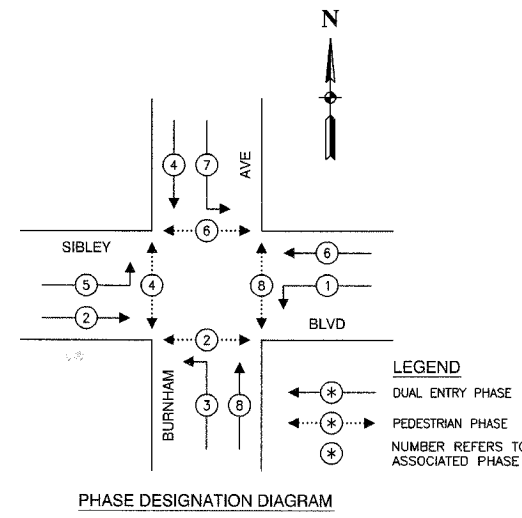 N
AVE
4
7
6
SIBLEY
6
5
4
8
1
2
BLVD
2
BURNHAM
3
8
LEGEND
* DUAL ENTRY PHASE
* PEDESTRIAN PHASE
* NUMBER REFERS TO
ASSOCIATED PHASE
PHASE DESIGNATION DIAGRAM